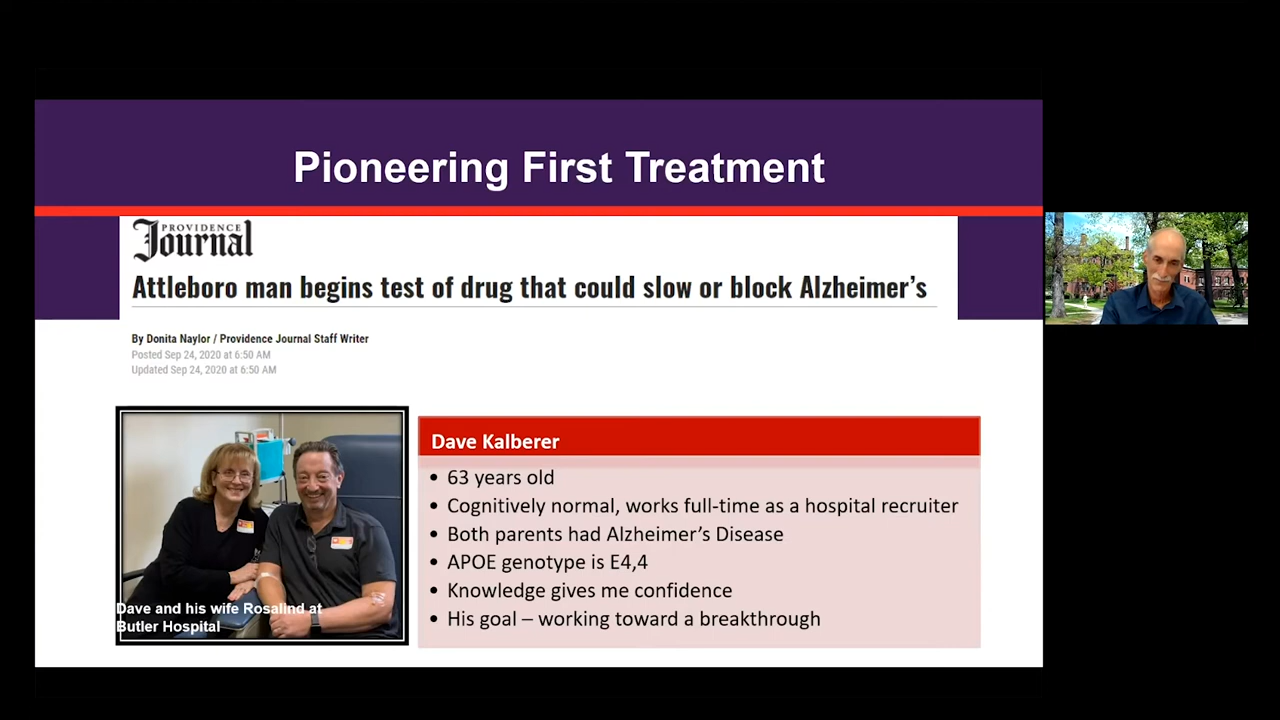 Pioneering First Treatment
PROVIDENCE
Journal
Attleboro man begins test of drug that could slow or block Alzheimer's
By Donita Naylor / Providence Journal Staff Writer
Posted Sep 24, 2020 at 6:50 AM
Updated Sep 24, 2020 at 6:50 AM
Dave and his wife Rosalind at
Butler Hospital
Dave Kalberer
• 63 years old
• Cognitively normal, works full-time as a hospital recruiter
• Both parents had Alzheimer's Disease
• APOE genotype is E4,4
• Knowledge gives me confidence
• His goal – working toward a breakthrough